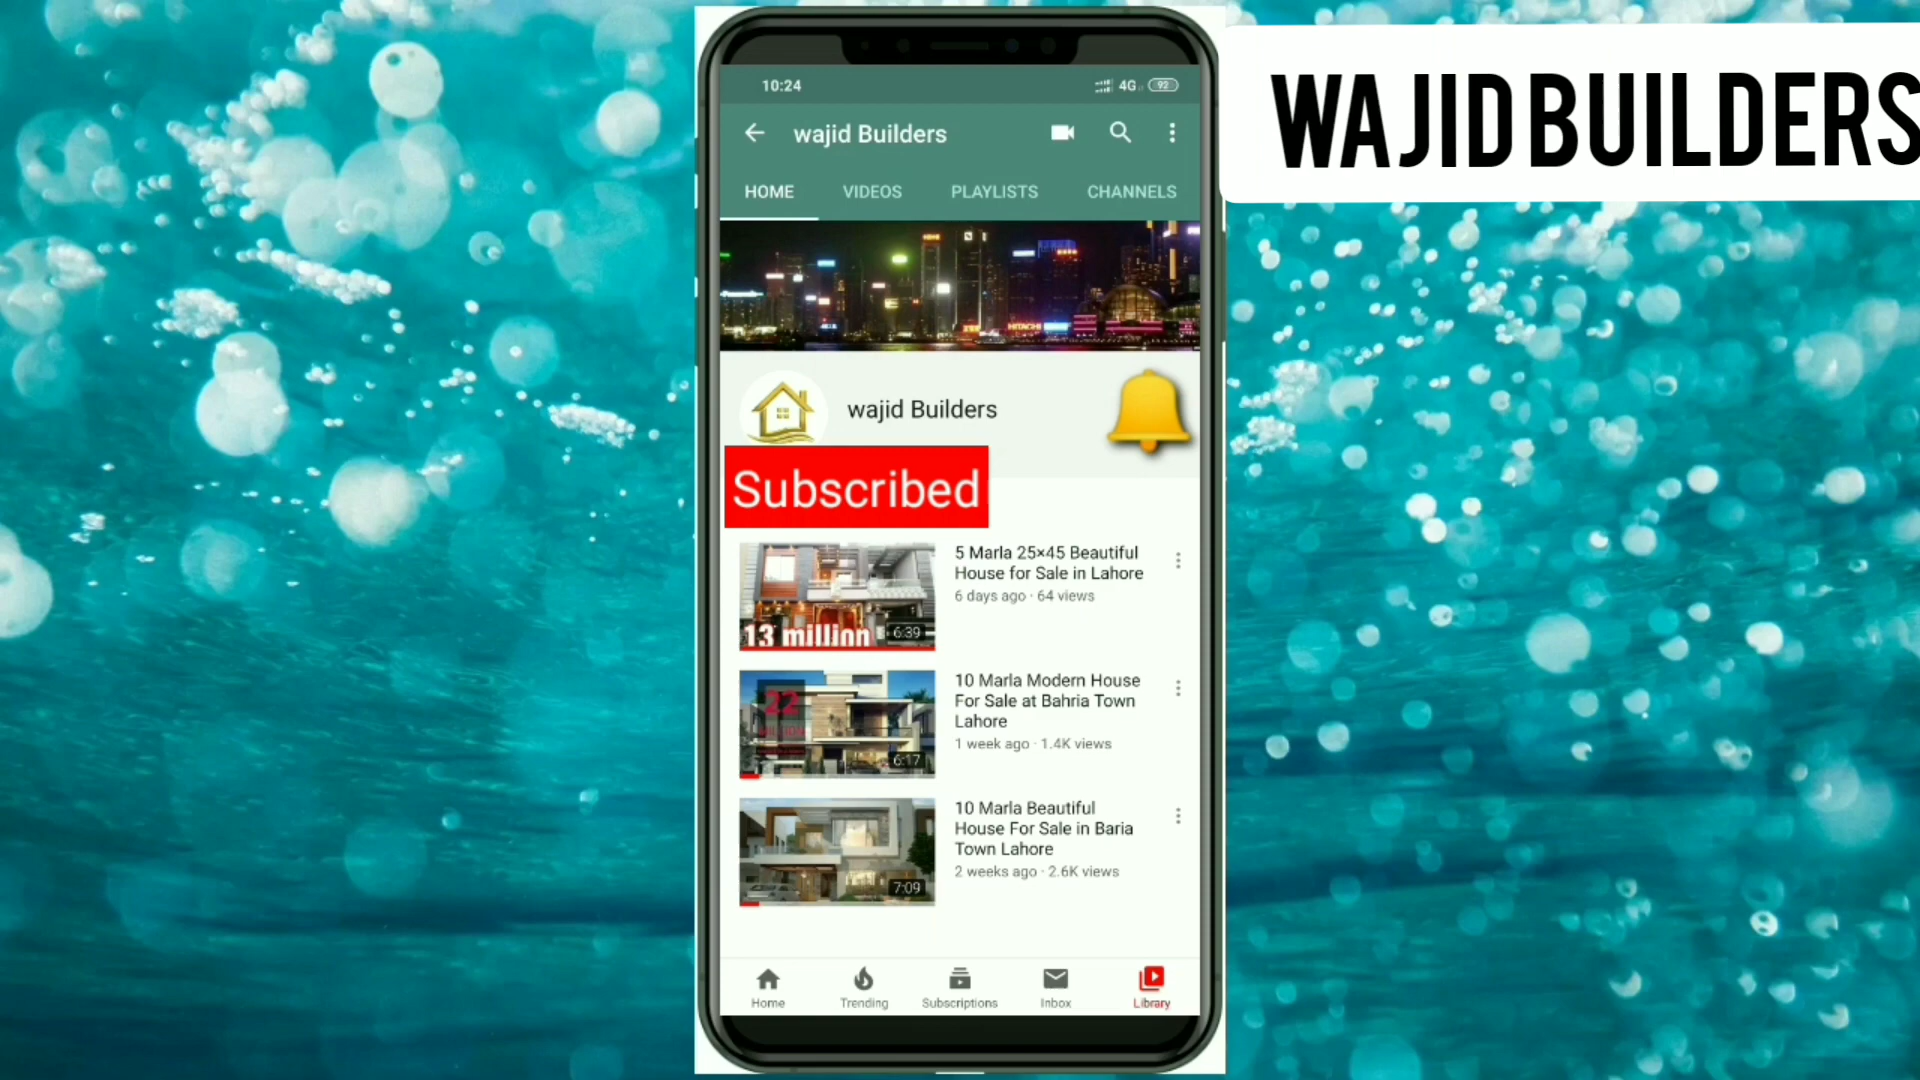 10:24
4G
92
wajid Builders
HOME
VIDEOS
PLAYLISTS
CHANNELS
WAJID BUILDERS
HITACHI
wajid Builders
Subscribed
5 Marla 25×45 Beautiful
House for Sale in Lahore
6 days ago · 64 views
13 million
6:39
10 Marla Modern House
For Sale at Bahria Town
Lahore
1 week ago · 1.4K views
22
6:17
10 Marla Beautiful
House For Sale in Baria
Town Lahore
2 weeks ago · 2.6K views
7:09
Home
Trending
Subscriptions
Inbox
Library